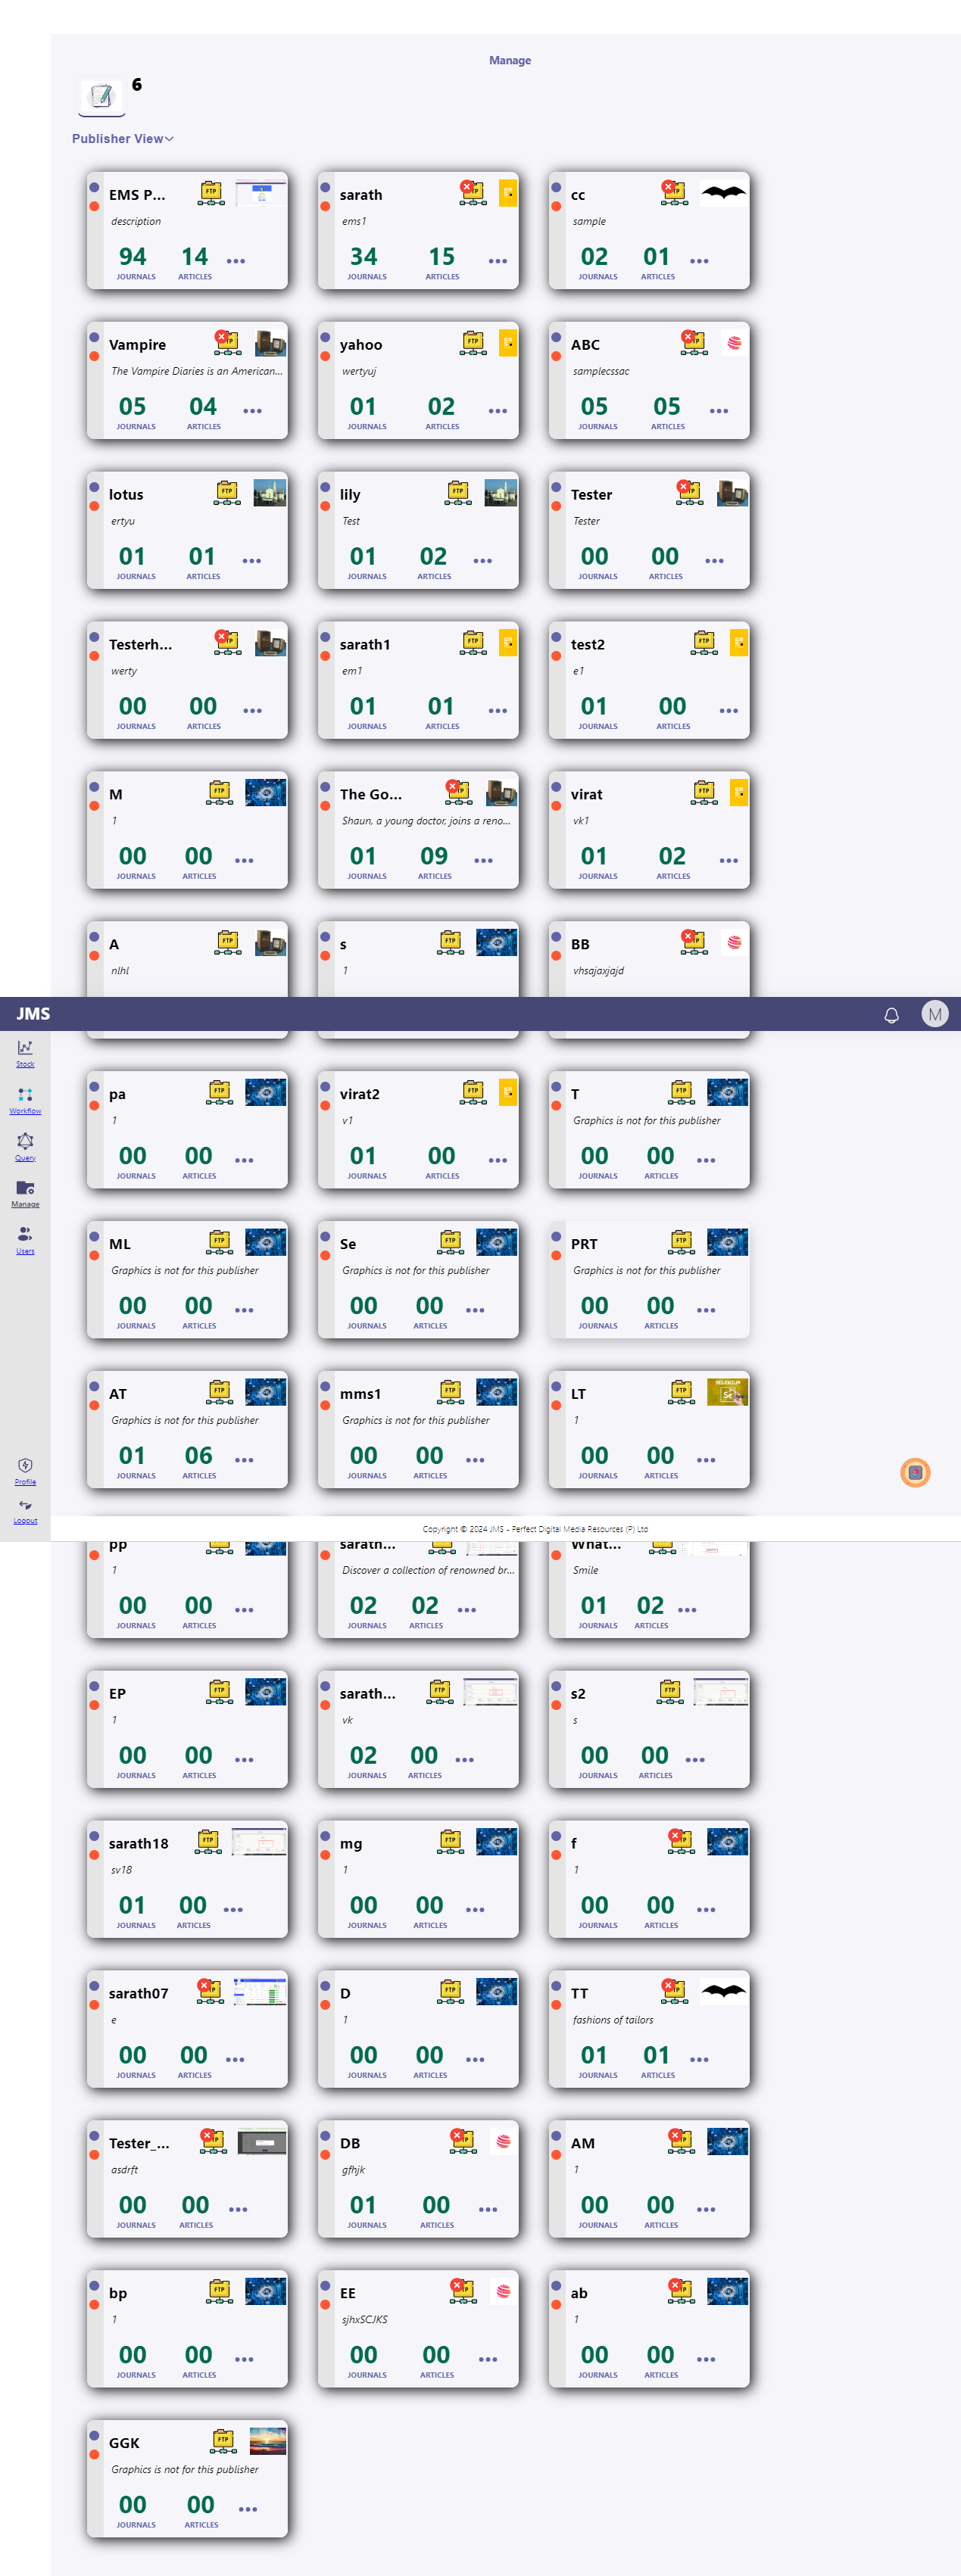 Manage
6
Publisher View
EMS P...
FTP
description
94 14
JOURNALS ARTICLES
sarath
FTP
ems1
34 15
JOURNALS ARTICLES
cc
FTP
sample
02 01
JOURNALS ARTICLES
Vampire
FTP
The Vampire Diaries is an American...
05 04
JOURNALS ARTICLES
yahoo
FTP
wertyuj
01 02
JOURNALS ARTICLES
ABC
FTP
samplecssac
05 05
JOURNALS ARTICLES
lotus
FTP
ertyu
01 01
JOURNALS ARTICLES
lily
FTP
Test
01 02
JOURNALS ARTICLES
Tester
FTP
Tester
00 00
JOURNALS ARTICLES
Testerh...
FTP
werty
00 00
JOURNALS ARTICLES
sarath1
FTP
em1
01 01
JOURNALS ARTICLES
test2
FTP
e1
01 00
JOURNALS ARTICLES
M
FTP
1
00 00
JOURNALS ARTICLES
The Go...
FTP
Shaun, a young doctor, joins a reno...
01 09
JOURNALS ARTICLES
virat
FTP
vk1
01 02
JOURNALS ARTICLES
A
FTP
nlhl
s
FTP
1
BB
FTP
vhsajaxjajd
JMS
M
Stock
Workflow
Query
Manage
Users
Profile
Logout
pa
FTP
1
00 00
JOURNALS ARTICLES
virat2
FTP
v1
01 00
JOURNALS ARTICLES
T
FTP
Graphics is not for this publisher
00 00
JOURNALS ARTICLES
ML
FTP
Graphics is not for this publisher
00 00
JOURNALS ARTICLES
Se
FTP
Graphics is not for this publisher
00 00
JOURNALS ARTICLES
PRT
FTP
Graphics is not for this publisher
00 00
JOURNALS ARTICLES
AT
FTP
Graphics is not for this publisher
01 06
JOURNALS ARTICLES
mms1
FTP
Graphics is not for this publisher
00 00
JOURNALS ARTICLES
LT
FTP
1
00 00
JOURNALS ARTICLES
Copyright © 2024 JMS - Perfect Digital Media Resources (P) Ltd
pp
1
00 00
JOURNALS ARTICLES
sarath...
Discover a collection of renowned br...
02 02
JOURNALS ARTICLES
What...
Smile
01 02
JOURNALS ARTICLES
EP
FTP
1
00 00
JOURNALS ARTICLES
sarath...
FTP
vk
02 00
JOURNALS ARTICLES
s2
FTP
s
00 00
JOURNALS ARTICLES
sarath18
FTP
sv18
01 00
JOURNALS ARTICLES
mg
FTP
1
00 00
JOURNALS ARTICLES
f
FTP
1
00 00
JOURNALS ARTICLES
sarath07
FTP
e
00 00
JOURNALS ARTICLES
D
FTP
1
00 00
JOURNALS ARTICLES
TT
FTP
fashions of tailors
01 01
JOURNALS ARTICLES
Tester_...
FTP
asdrft
00 00
JOURNALS ARTICLES
DB
FTP
gfhjk
01 00
JOURNALS ARTICLES
AM
FTP
1
00 00
JOURNALS ARTICLES
bp
FTP
1
00 00
JOURNALS ARTICLES
EE
FTP
sjhxSCJKS
00 00
JOURNALS ARTICLES
ab
FTP
1
00 00
JOURNALS ARTICLES
GGK
FTP
Graphics is not for this publisher
00 00
JOURNALS ARTICLES